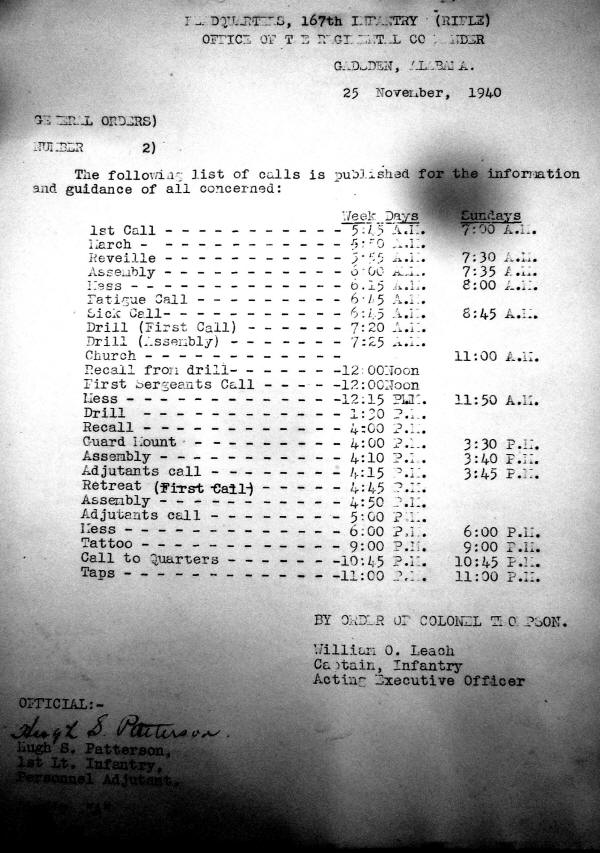 HEADQUARTERS, 167th INFANTRY (RIFLE)
OFFICE OF THE REGIMENTAL COMMANDER
GADSDEN, ALABAMA.
25 November, 1940
GENERAL ORDERS)
NUMBER 2)
The following list of calls is published for the information
and guidance of all concerned:
Week Days Sundays
1st Call - - - - - - - - - - - 5:45 A.M. 7:00 A.M.
March - - - - - - - - - - - - 5:50 A.M.
Reveille - - - - - - - - - - - 5:55 A.M. 7:30 A.M.
Assembly - - - - - - - - - - - 6:00 A.M. 7:35 A.M.
Mess - - - - - - - - - - - - - 6:15 A.M. 8:00 A.M.
Fatigue Call - - - - - - - - - 6:45 A.M.
Sick Call- - - - - - - - - - - 6:45 A.M. 8:45 A.M.
Drill (First Call) - - - - - - 7:20 A.M.
Drill (Assembly) - - - - - - - 7:25 A.M.
Church - - - - - - - - - - - - 11:00 A.M.
Recall from drill- - - - - - -12:00Noon
First Sergeants Call - - - - -12:00Noon
Mess - - - - - - - - - - - - -12:15 P.M. 11:50 A.M.
Drill - - - - - - - - - - - - 1:30 P.M.
Recall - - - - - - - - - - - - 4:00 P.M.
Guard Mount - - - - - - - - - 4:00 P.M. 3:30 P.M.
Assembly - - - - - - - - - - - 4:10 P.M. 3:40 P.M.
Adjutants call - - - - - - - - 4:15 P.M. 3:45 P.M.
Retreat (First Call) - - - - - 4:45 P.M.
Assembly - - - - - - - - - - - 4:50 P.M.
Adjutants call - - - - - - - - 5:00 P.M.
Mess - - - - - - - - - - - - - 6:00 P.M. 6:00 P.M.
Tattoo - - - - - - - - - - - - 9:00 P.M. 9:00 P.M.
Call to Quarters - - - - - - -10:45 P.M. 10:45 P.M.
Taps - - - - - - - - - - - - -11:00 P.M. 11:00 P.M.
BY ORDER OF COLONEL THOMPSON.
William O. Leach
Captain, Infantry
Acting Executive Officer
OFFICIAL:-
Hugh S. Patterson.
Hugh S. Patterson,
1st Lt. Infantry,
Personnel Adjutant.